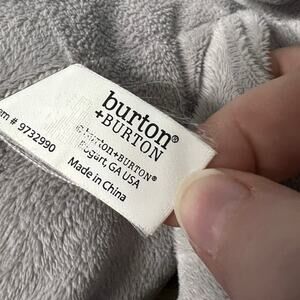 burton®
+BURTON
burton+BURTON®
Bogart, GA USA
Made in China
Item # 9732990